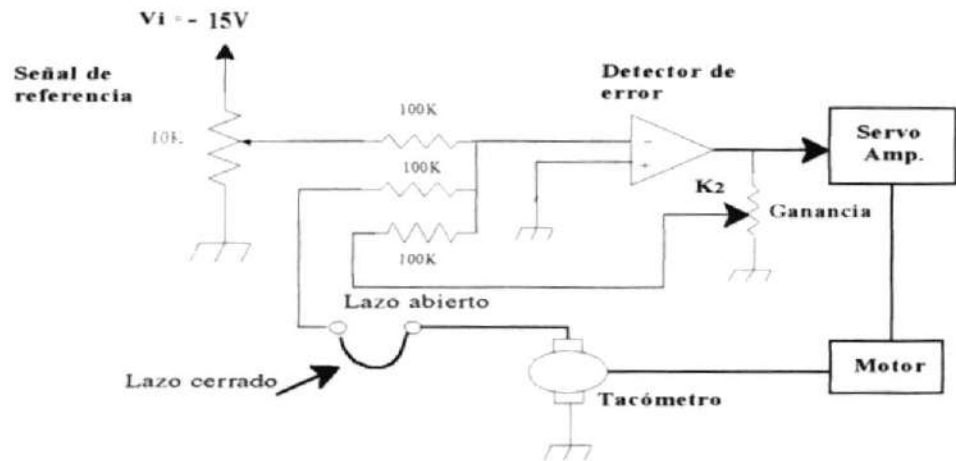 Vi = - 15V
Señal de
referencia
10K
100K
100K
100K
Detector de
error
-
+
Servo
Amp.
K2
Ganancia
Lazo abierto
Lazo cerrado
Tacómetro
Motor